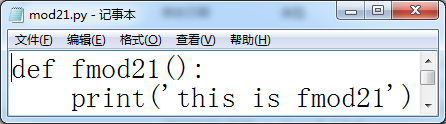 mod21.py - 记事本
文件(F) 编辑(E) 格式(O) 查看(V) 帮助(H)
def fmod21():
    print('this is fmod21')